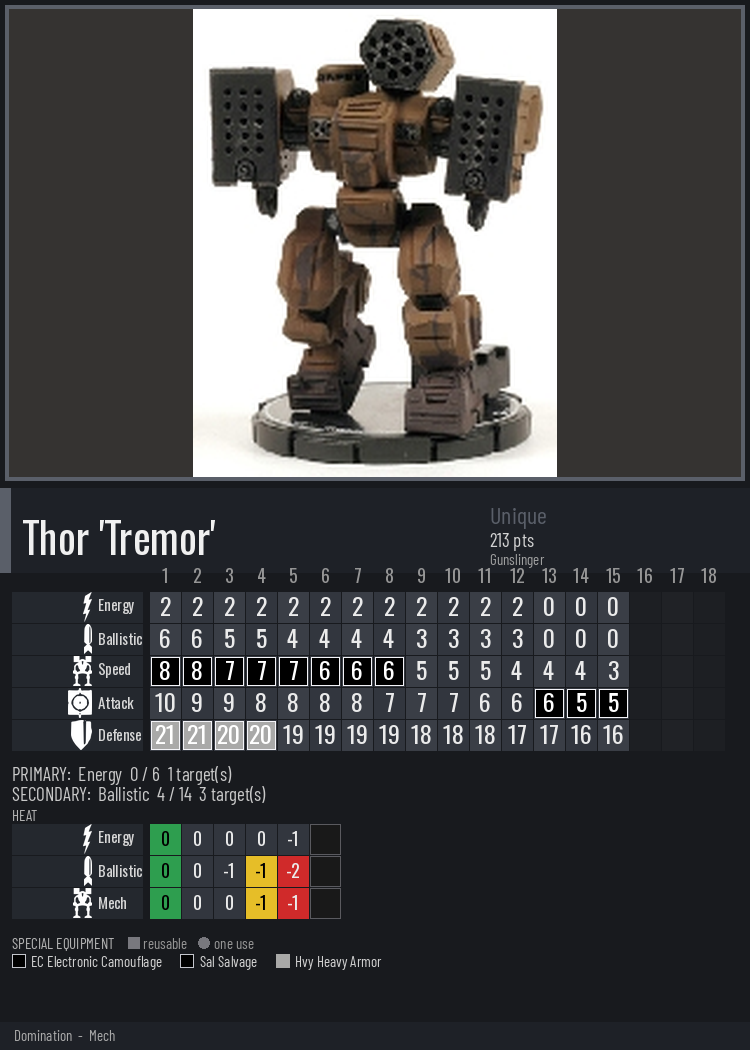 Thor 'Tremor'
Unique
213 pts
Gunslinger
1 2 3 4 5 6 7 8 9 10 11 12 13 14 15 16 17 18
Energy 2 2 2 2 2 2 2 2 2 2 2 2 0 0 0
Ballistic 6 6 5 5 4 4 4 4 3 3 3 3 0 0 0
Speed 8 8 7 7 7 6 6 6 5 5 5 4 4 4 3
Attack 10 9 9 8 8 8 8 7 7 7 6 6 6 5 5
Defense 21 21 20 20 19 19 19 19 18 18 18 17 17 16 16
PRIMARY: Energy 0 / 6 1 target(s)
SECONDARY: Ballistic 4 / 14 3 target(s)
HEAT
Energy 0 0 0 0 -1
Ballistic 0 0 -1 -1 -2
Mech 0 0 0 -1 -1
SPECIAL EQUIPMENT reusable one use
EC Electronic Camouflage Sal Salvage Hvy Heavy Armor
Domination - Mech